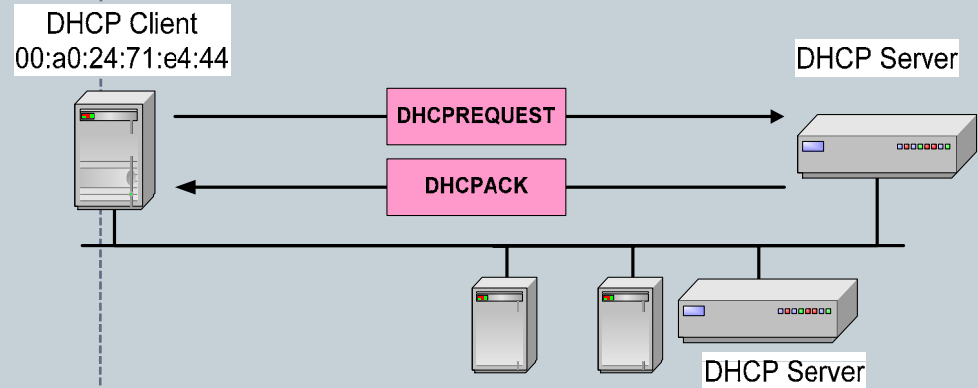 DHCP Client
00:a0:24:71:e4:44
DHCP Server
DHCPREQUEST
DHCPACK
DHCP Server